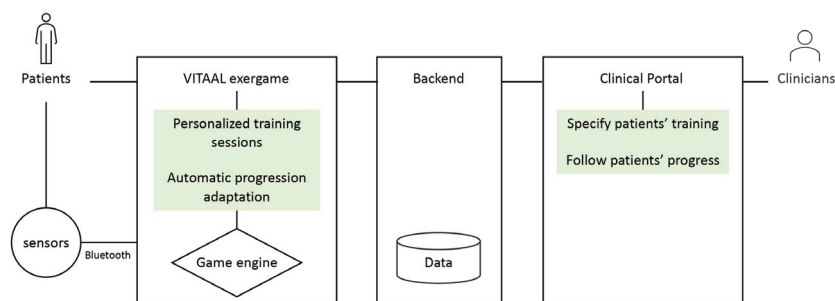 Patients
VITAAL exergame
Backend
Clinical Portal
Clinicians
Personalized training
sessions
Automatic progression
adaptation
Specify patients' training
Follow patients' progress
sensors
Bluetooth
Game engine
Data